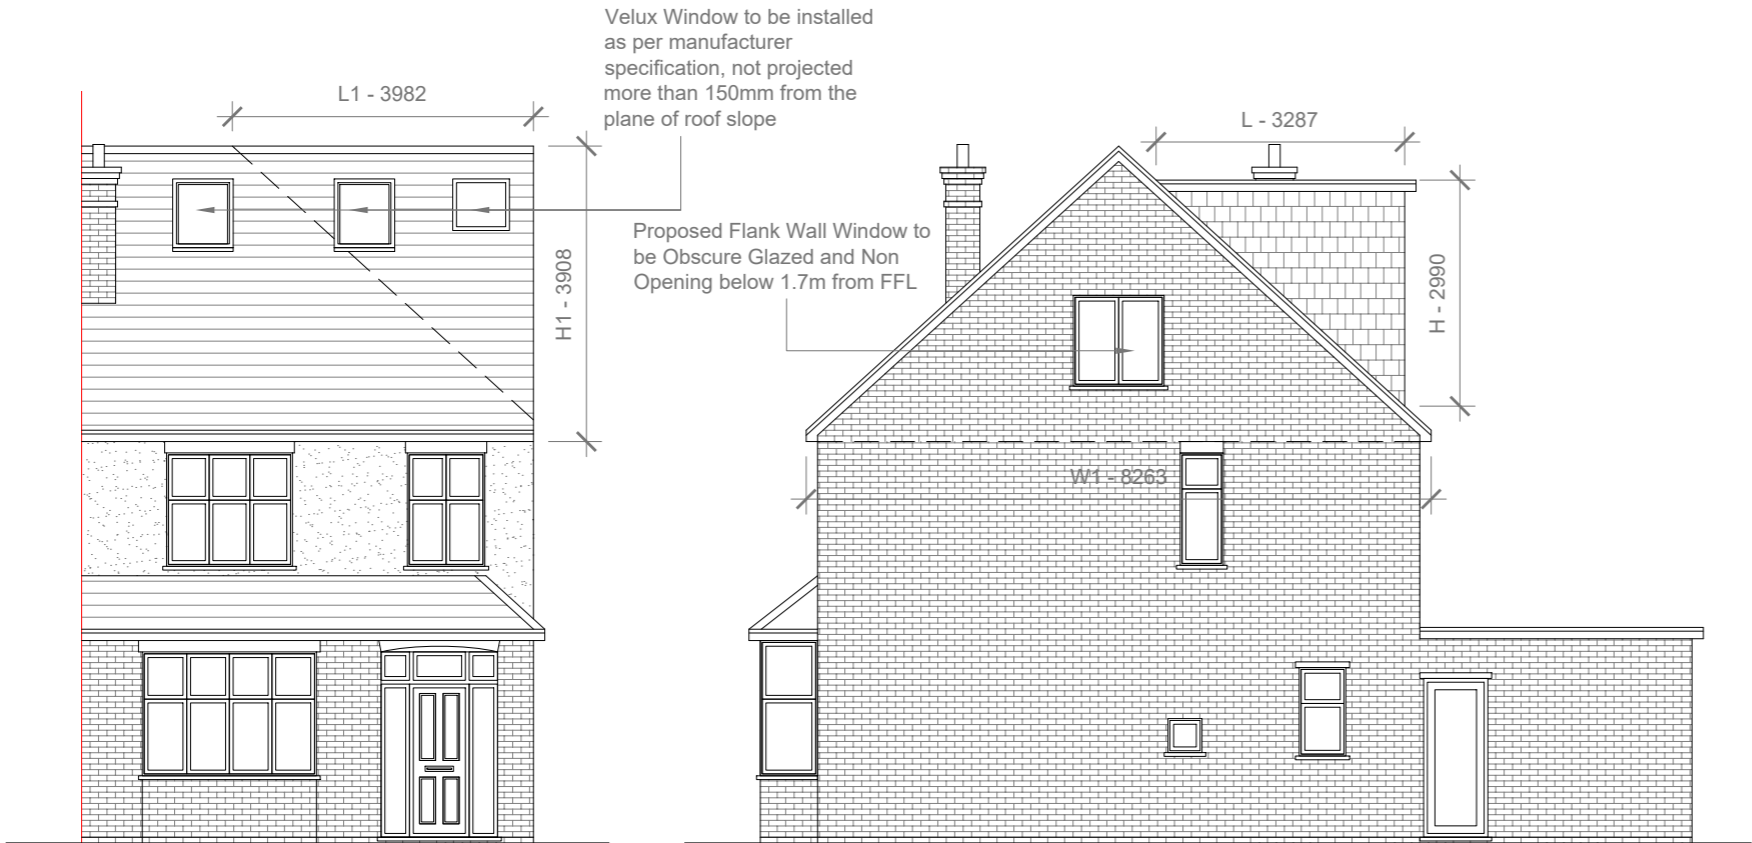 Velux Window to be installed
as per manufacturer
specification, not projected
more than 150mm from the
plane of roof slope
L1 - 3982
L - 3287
Proposed Flank Wall Window to
be Obscure Glazed and Non
Opening below 1.7m from FFL
H1 - 3908
H - 2990
W1 - 8263